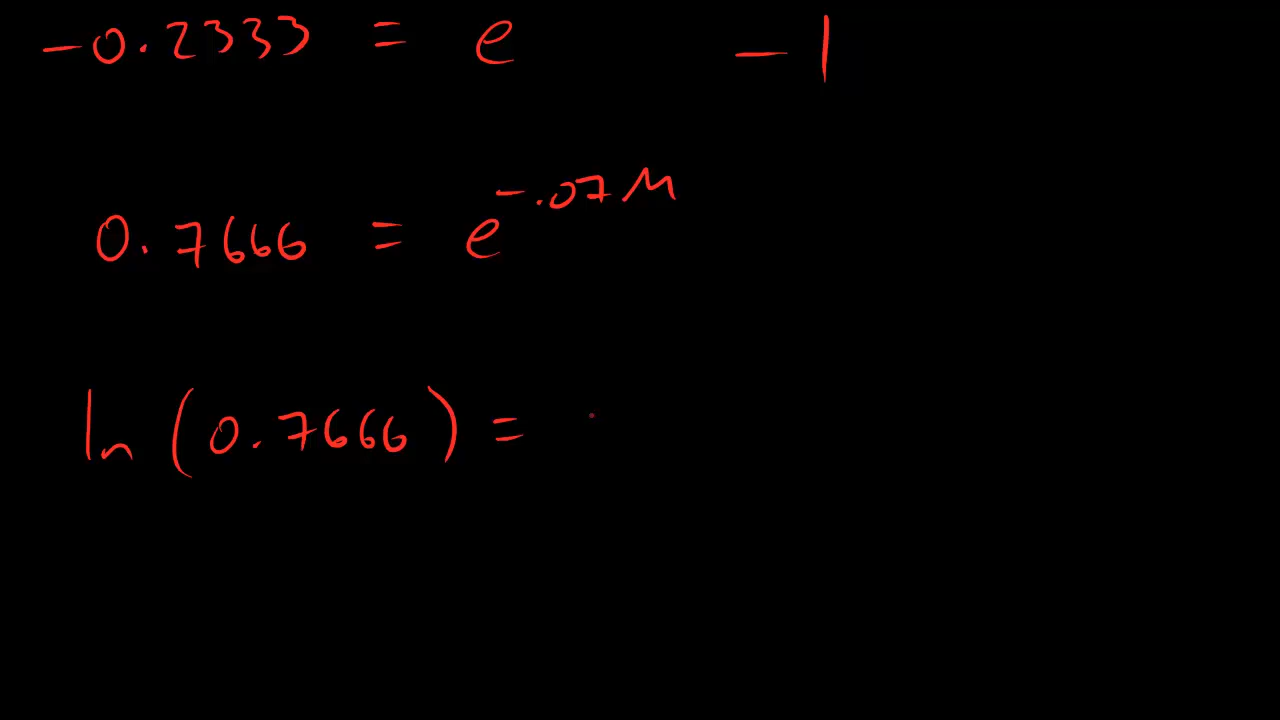 -0.2333 = e - 1
0.7666 = e^-.07M
ln(0.7666) =